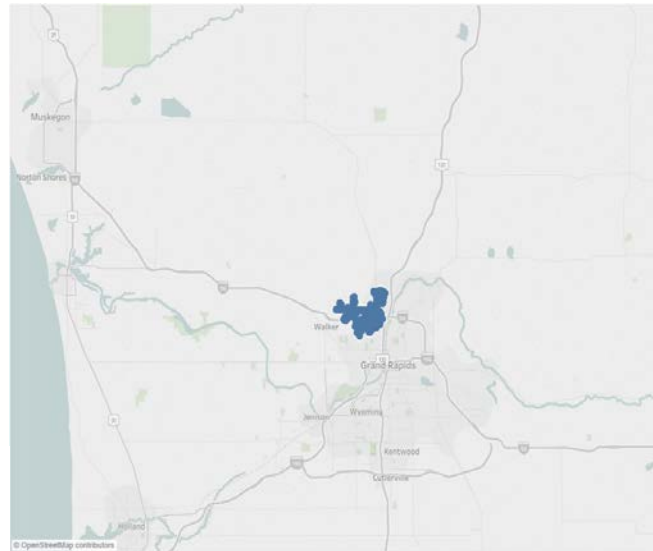 Muskegon
Norton Shores
Walker
Grand Rapids
Jenison
Wyoming
Kentwood
Cutlerville
Holland
© OpenStreetMap contributors